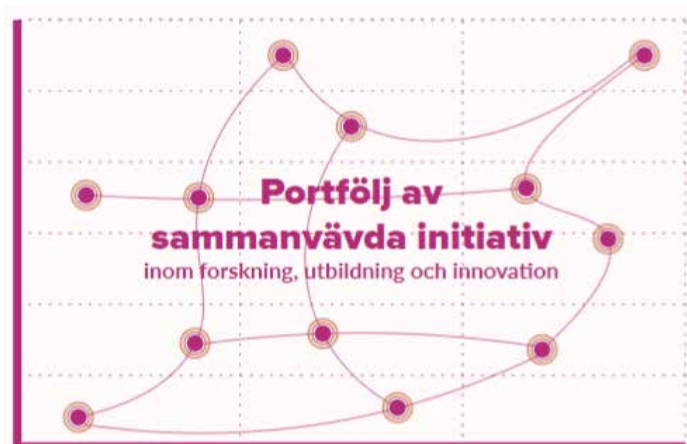 Portfölj av
sammanvävda initiativ
inom forskning, utbildning och innovation